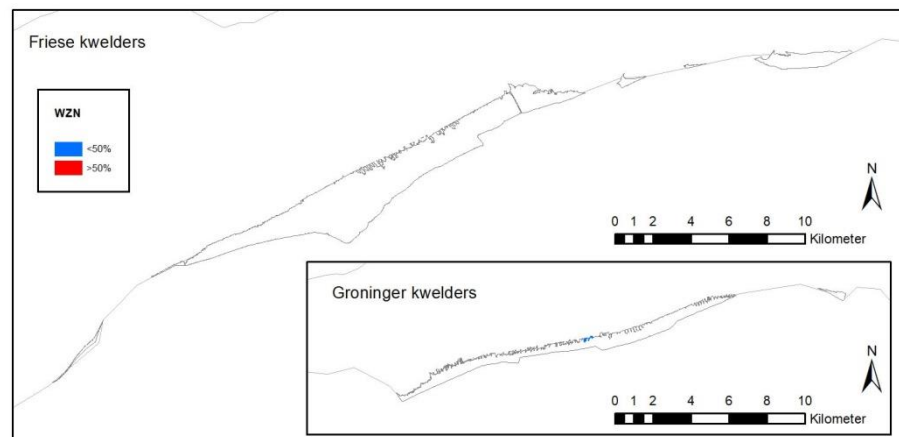 Friese kwelders
WZN
<50%
>50%
N
0 1 2 4 6 8 10
Kilometer
Groninger kwelders
N
0 1 2 4 6 8 10
Kilometer